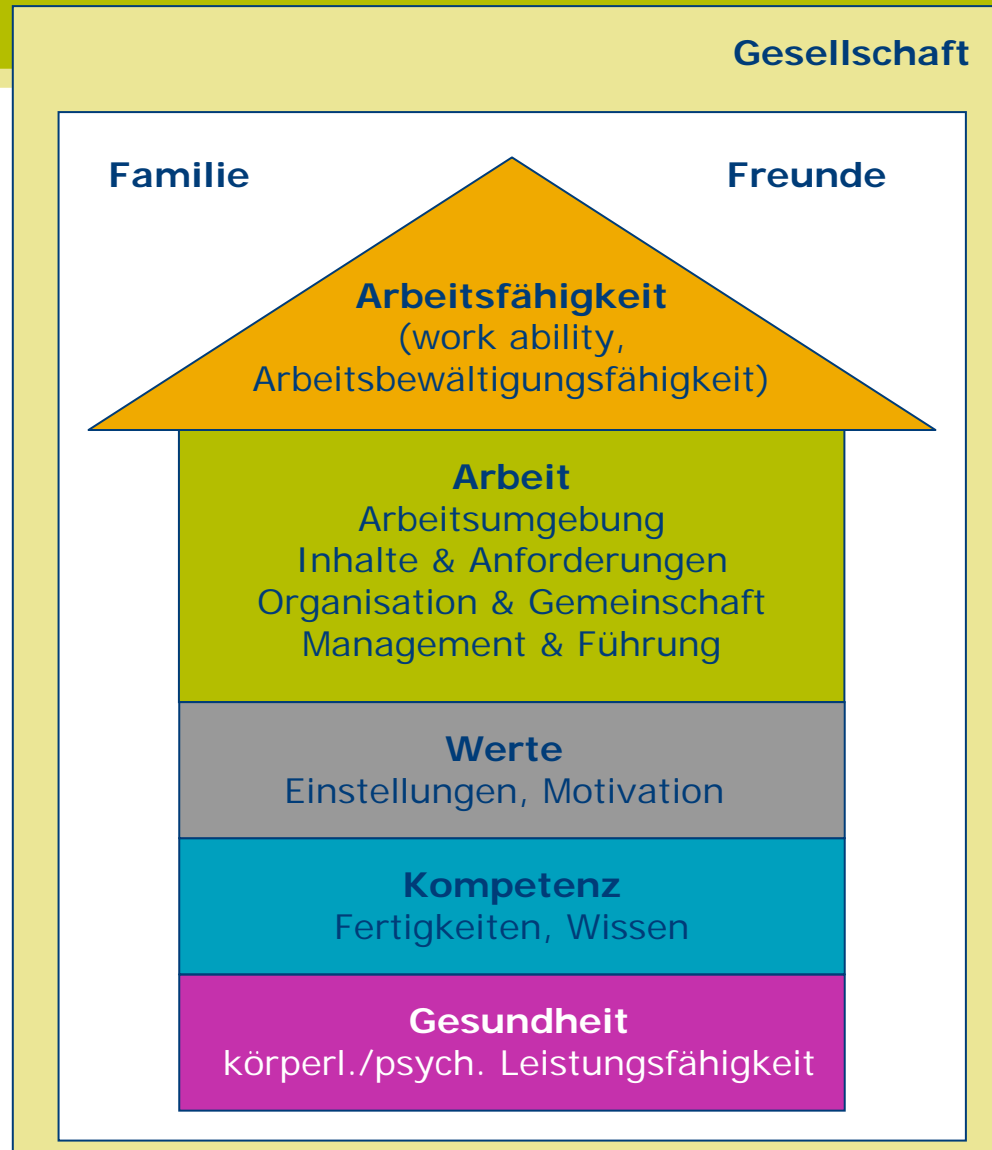 Gesellschaft
Familie
Freunde
Arbeitsfähigkeit
(work ability,
Arbeitsbewältigungsfähigkeit)
Arbeit
Arbeitsumgebung
Inhalte & Anforderungen
Organisation & Gemeinschaft
Management & Führung
Werte
Einstellungen, Motivation
Kompetenz
Fertigkeiten, Wissen
Gesundheit
körperl./psych. Leistungsfähigkeit